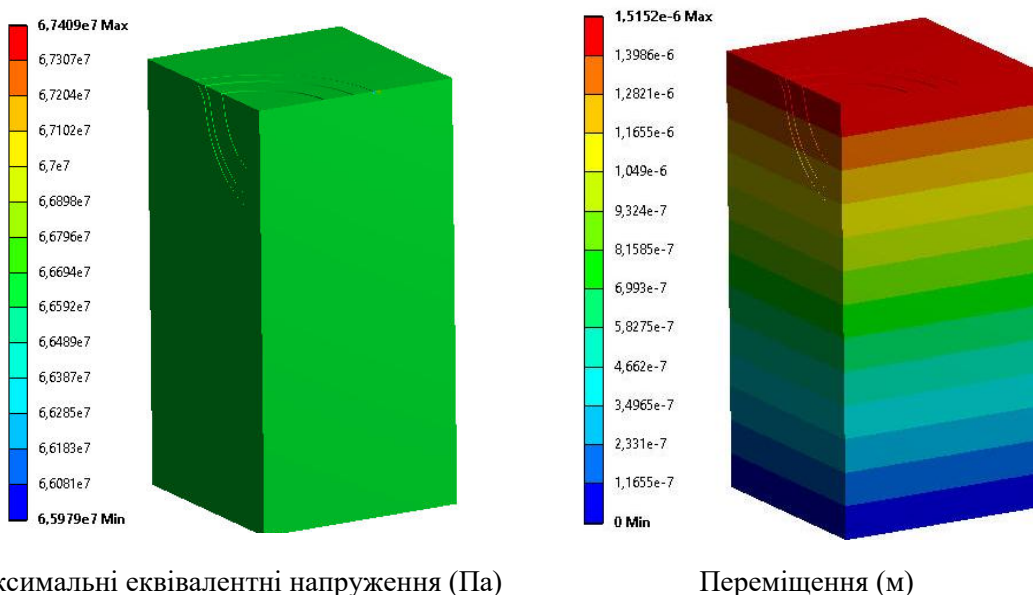 6,7409e7 Max
6,7307e7
6,7204e7
6,7102e7
6,7e7
6,6898e7
6,6796e7
6,6694e7
6,6592e7
6,6489e7
6,6387e7
6,6285e7
6,6183e7
6,6081e7
6,5979e7 Min
1,5152e-6 Max
1,3986e-6
1,2821e-6
1,1655e-6
1,049e-6
9,324e-7
8,1585e-7
6,993e-7
5,8275e-7
4,662e-7
3,4965e-7
2,331e-7
1,1655e-7
0 Min
ксимальні еквівалентні напруження (Па)
Переміщення (м)